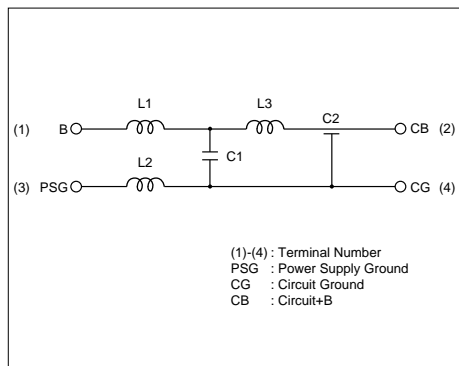 L1 L3 C2
(1) B CB (2)
C1
L2
(3) PSG CG (4)
(1)-(4) : Terminal Number
PSG : Power Supply Ground
CG : Circuit Ground
CB : Circuit+B